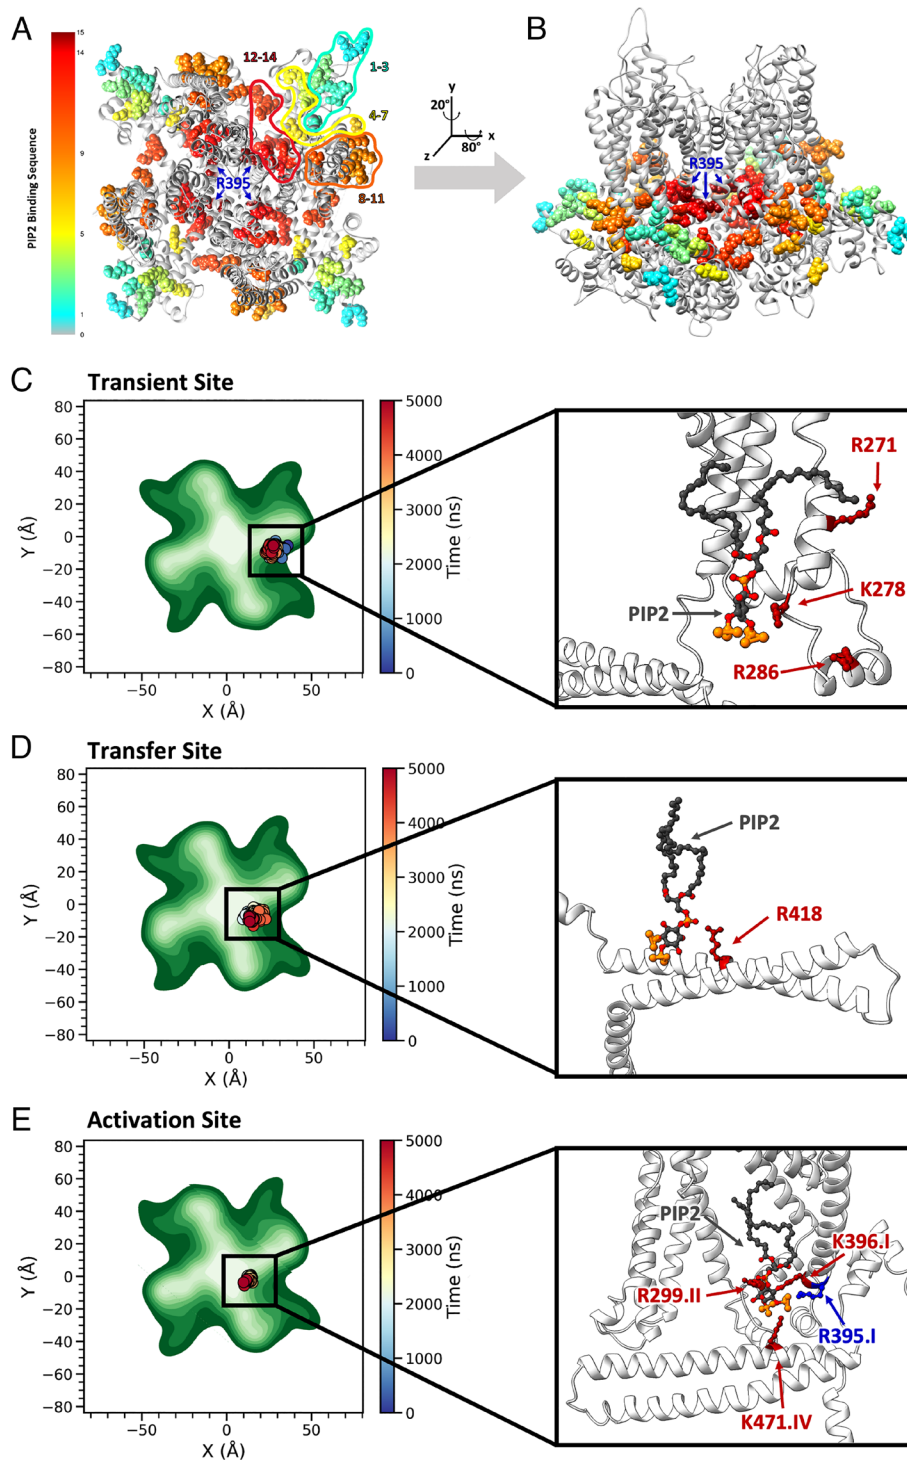 A
PIP2 Binding Sequence
15
14
9
5
1
0
12-14
1-3
4-7
8-11
R395
y
20°
x
80°
z
B
R395
C
Transient Site
Y (Å)
80
60
40
20
0
−20
−40
−60
−80
−50
0
50
X (Å)
5000
4000
3000
2000
1000
0
Time (ns)
R271
K278
PIP2
R286
D
Transfer Site
Y (Å)
80
60
40
20
0
−20
−40
−60
−80
−50
0
50
X (Å)
5000
4000
3000
2000
1000
0
Time (ns)
PIP2
R418
E
Activation Site
Y (Å)
80
60
40
20
0
−20
−40
−60
−80
−50
0
50
X (Å)
5000
4000
3000
2000
1000
0
Time (ns)
PIP2
K396.I
R299.II
R395.I
K471.IV